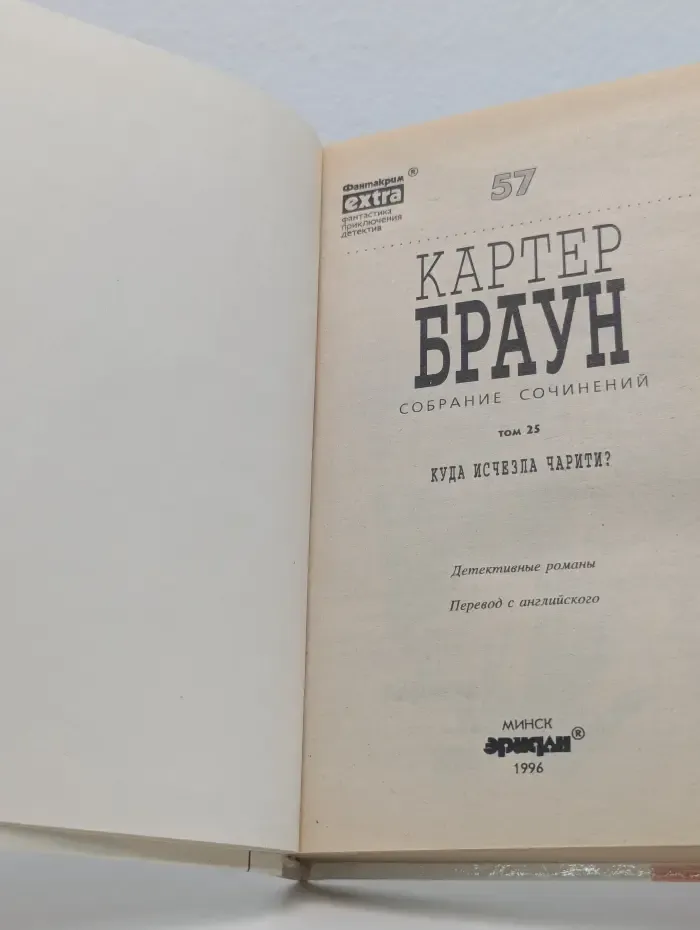 Фантакрим ®
extra
фантастика
приключения
детектив
57
КАРТЕР
БРАУН
СОБРАНИЕ СОЧИНЕНИЙ
ТОМ 25
КУДА ИСЧЕЗЛА ЧАРИТИ?
Детективные романы
Перевод с английского
МИНСК
эридан®
1996